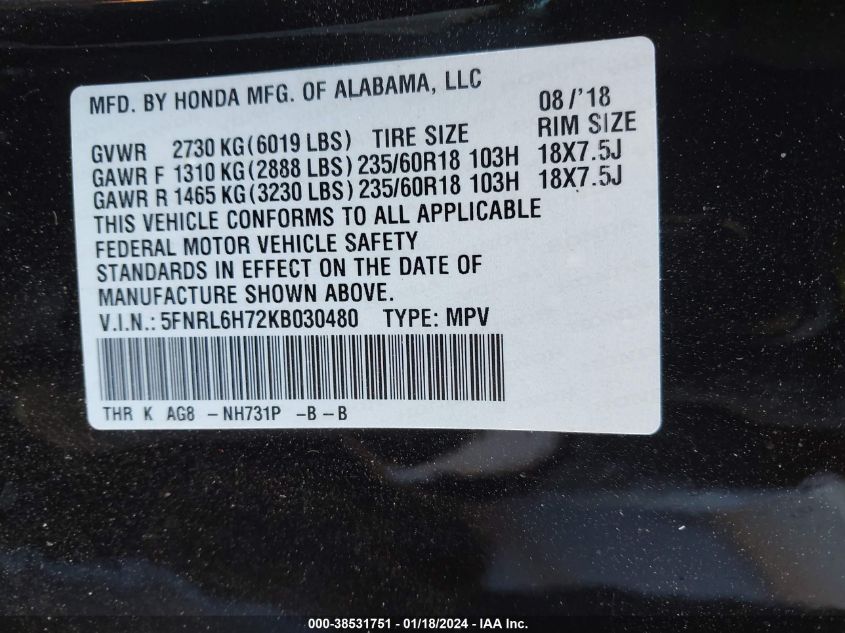 MFD. BY HONDA MFG. OF ALABAMA, LLC 08/'18
GVWR 2730 KG(6019 LBS) TIRE SIZE RIM SIZE
GAWR F 1310 KG(2888 LBS) 235/60R18 103H 18X7.5J
GAWR R 1465 KG(3230 LBS) 235/60R18 103H 18X7.5J
THIS VEHICLE CONFORMS TO ALL APPLICABLE
FEDERAL MOTOR VEHICLE SAFETY
STANDARDS IN EFFECT ON THE DATE OF
MANUFACTURE SHOWN ABOVE.
V.I.N.: 5FNRL6H72KB030480 TYPE: MPV
THR K AG8 -NH731P -B-B
000-38531751 - 01/18/2024 - IAA Inc.